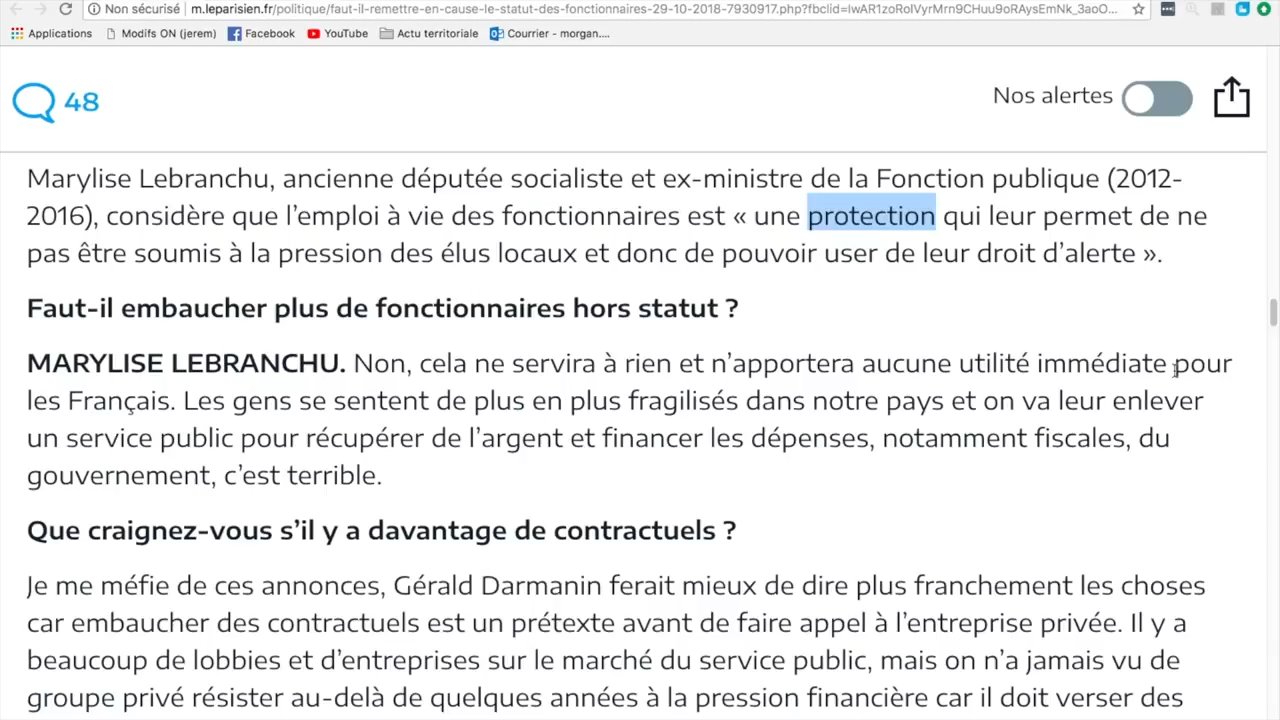 Non sécurisé | m.leparisien.fr/politique/faut-il-remettre-en-cause-le-statut-des-fonctionnaires-29-10-2018-7930917.php?fbclid=IwAR1zoRoIVyrMrn9CHuu9oRAysEmNk_3aoO...
Applications Modifs ON (jerem) Facebook YouTube Actu territoriale Courrier - morgan....
48 Nos alertes
Marylise Lebranchu, ancienne députée socialiste et ex-ministre de la Fonction publique (2012-
2016), considère que l’emploi à vie des fonctionnaires est « une protection qui leur permet de ne
pas être soumis à la pression des élus locaux et donc de pouvoir user de leur droit d’alerte ».
Faut-il embaucher plus de fonctionnaires hors statut ?
MARYLISE LEBRANCHU. Non, cela ne servira à rien et n’apportera aucune utilité immédiate pour
les Français. Les gens se sentent de plus en plus fragilisés dans notre pays et on va leur enlever
un service public pour récupérer de l’argent et financer les dépenses, notamment fiscales, du
gouvernement, c’est terrible.
Que craignez-vous s’il y a davantage de contractuels ?
Je me méfie de ces annonces, Gérald Darmanin ferait mieux de dire plus franchement les choses
car embaucher des contractuels est un prétexte avant de faire appel à l’entreprise privée. Il y a
beaucoup de lobbies et d’entreprises sur le marché du service public, mais on n’a jamais vu de
groupe privé résister au-delà de quelques années à la pression financière car il doit verser des